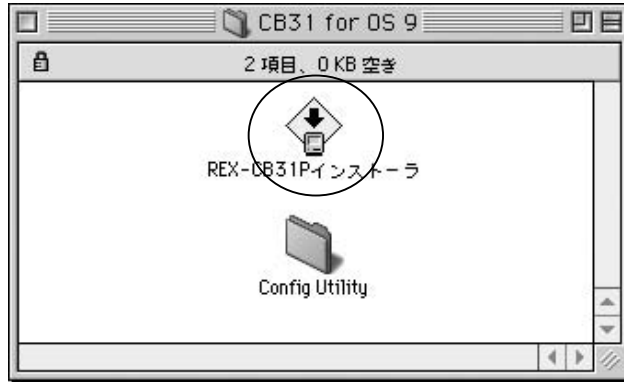 CB31 for OS 9
2 項目、0 KB 空き
REX-CB31Pインストーラ
Config Utility